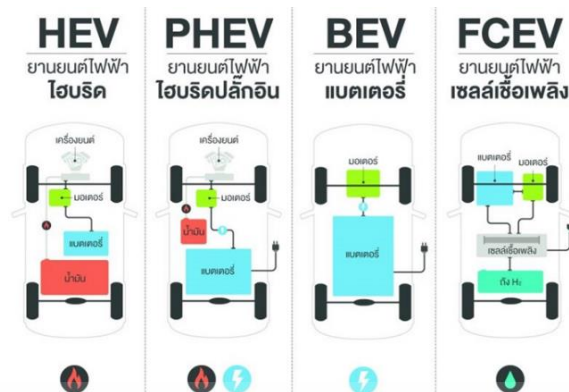 HEV
ยานยนต์ไฟฟ้า
ไฮบริด
เครื่องยนต์
มอเตอร์
แบตเตอรี่
น้ำมัน
PHEV
ยานยนต์ไฟฟ้า
ไฮบริดปลั๊กอิน
เครื่องยนต์
มอเตอร์
น้ำมัน
แบตเตอรี่
BEV
ยานยนต์ไฟฟ้า
แบตเตอรี่
มอเตอร์
แบตเตอรี่
FCEV
ยานยนต์ไฟฟ้า
เซลล์เชื้อเพลิง
แบตเตอรี่
มอเตอร์
เซลล์เชื้อเพลิง
ถัง H₂